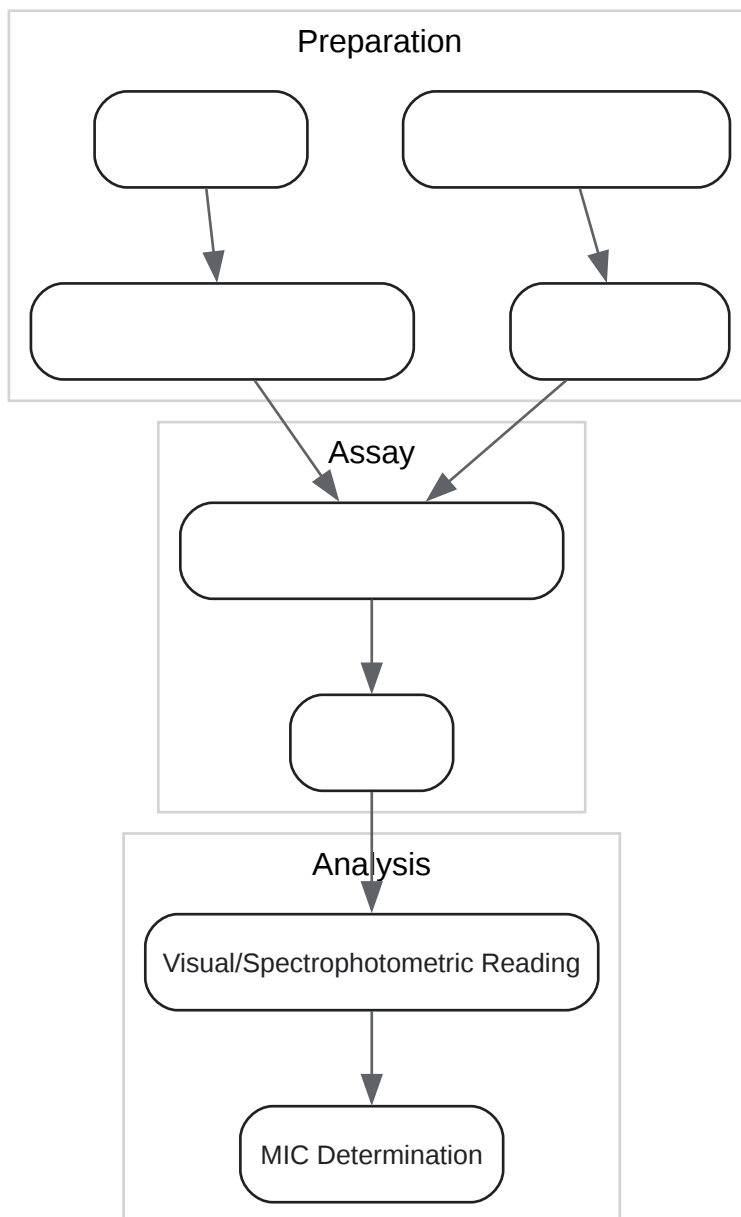 Preparation
Assay
Analysis
Visual/Spectrophotometric Reading
MIC Determination